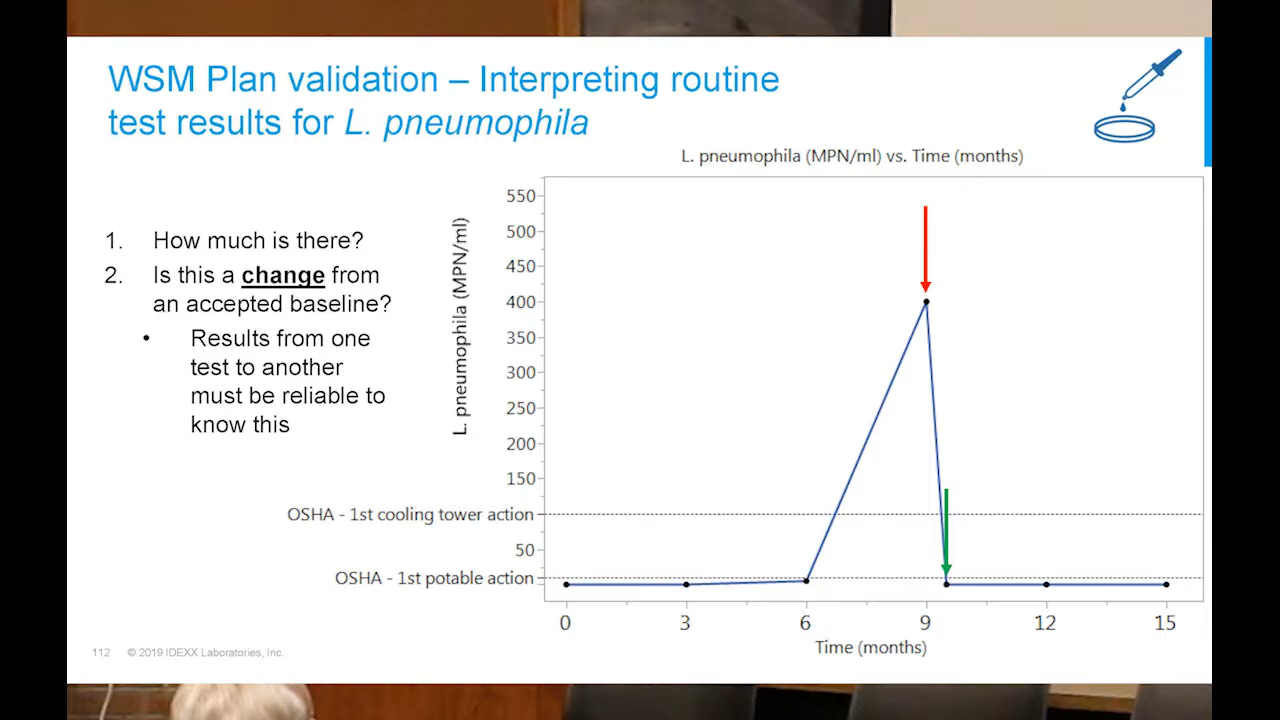 WSM Plan validation – Interpreting routine
test results for L. pneumophila
L. pneumophila (MPN/ml) vs. Time (months)
1. How much is there?
2. Is this a change from
an accepted baseline?
• Results from one
test to another
must be reliable to
know this
L. pneumophila (MPN/ml)
550
500
450
400
350
300
250
200
150
OSHA - 1st cooling tower action
50
OSHA - 1st potable action
0 3 6 9 12 15
Time (months)
112 © 2019 IDEXX Laboratories, Inc.